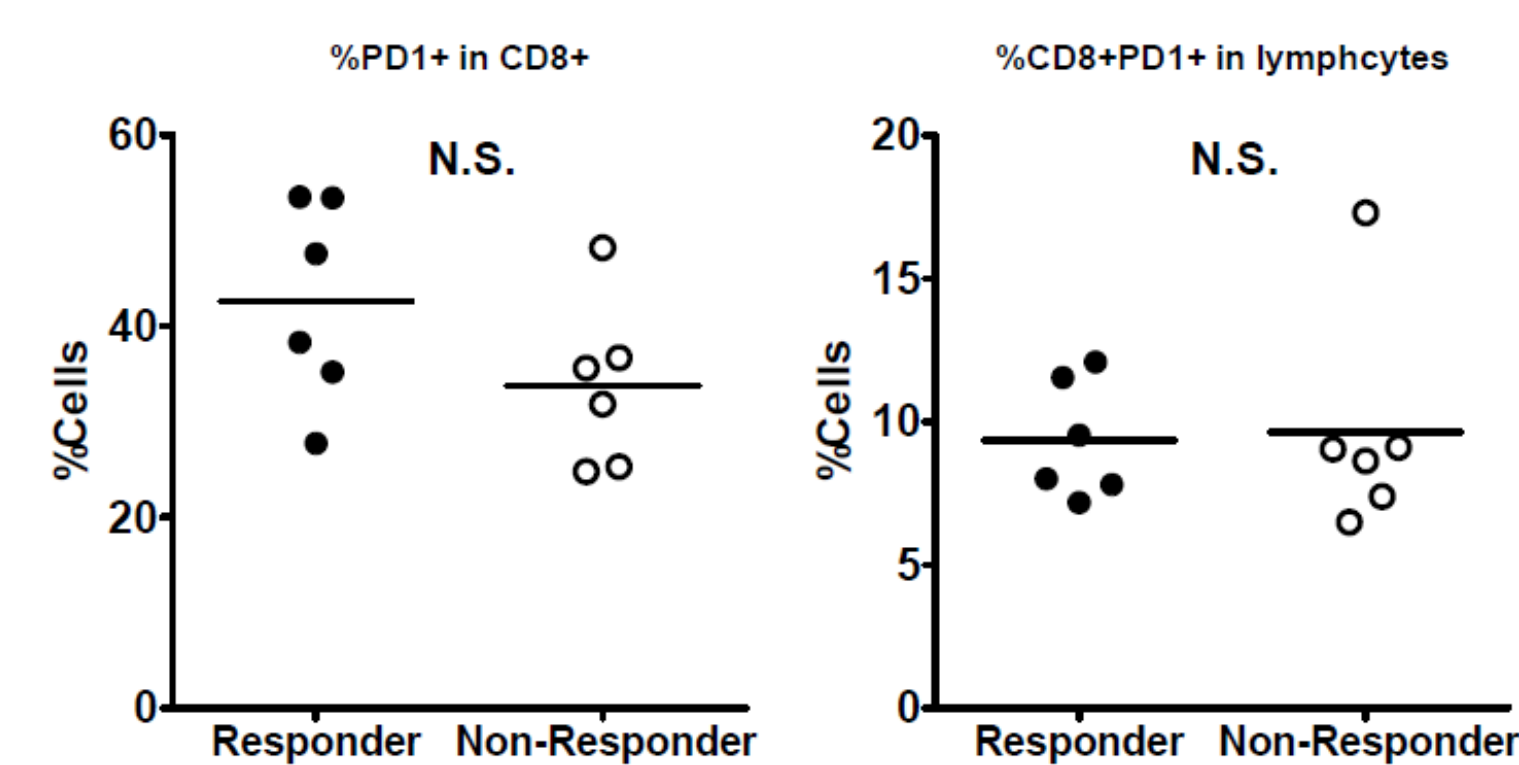 %PD1+ in CD8+
60
40
20
0
%Cells
N.S.
Responder Non-Responder
%CD8+PD1+ in lymphcytes
20
15
10
5
0
%Cells
N.S.
Responder Non-Responder